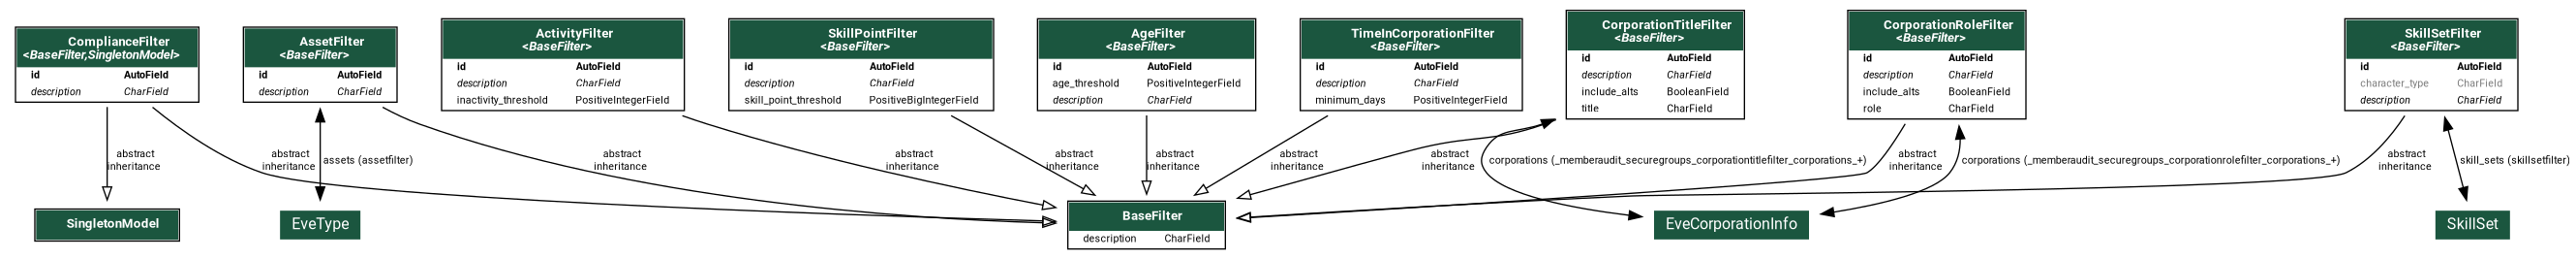 ComplianceFilter
<BaseFilter,SingletonModel>
id AutoField
description CharField
AssetFilter
<BaseFilter>
id AutoField
description CharField
ActivityFilter
<BaseFilter>
id AutoField
description CharField
inactivity_threshold PositiveIntegerField
SkillPointFilter
<BaseFilter>
id AutoField
description CharField
skill_point_threshold PositiveBigIntegerField
AgeFilter
<BaseFilter>
id AutoField
age_threshold PositiveIntegerField
description CharField
TimeInCorporationFilter
<BaseFilter>
id AutoField
description CharField
minimum_days PositiveIntegerField
CorporationTitleFilter
<BaseFilter>
id AutoField
description CharField
include_alts BooleanField
title CharField
CorporationRoleFilter
<BaseFilter>
id AutoField
description CharField
include_alts BooleanField
role CharField
SkillSetFilter
<BaseFilter>
id AutoField
character_type CharField
description CharField
abstract
inheritance
abstract
inheritance
assets (assetfilter)
abstract
inheritance
abstract
inheritance
abstract
inheritance
abstract
inheritance
abstract
inheritance
abstract
inheritance
corporations (_memberaudit_securegroups_corporationtitlefilter_corporations_+)
abstract
inheritance
corporations (_memberaudit_securegroups_corporationrolefilter_corporations_+)
abstract
inheritance
skill_sets (skillsetfilter)
SingletonModel
EveType
BaseFilter
description CharField
EveCorporationInfo
SkillSet